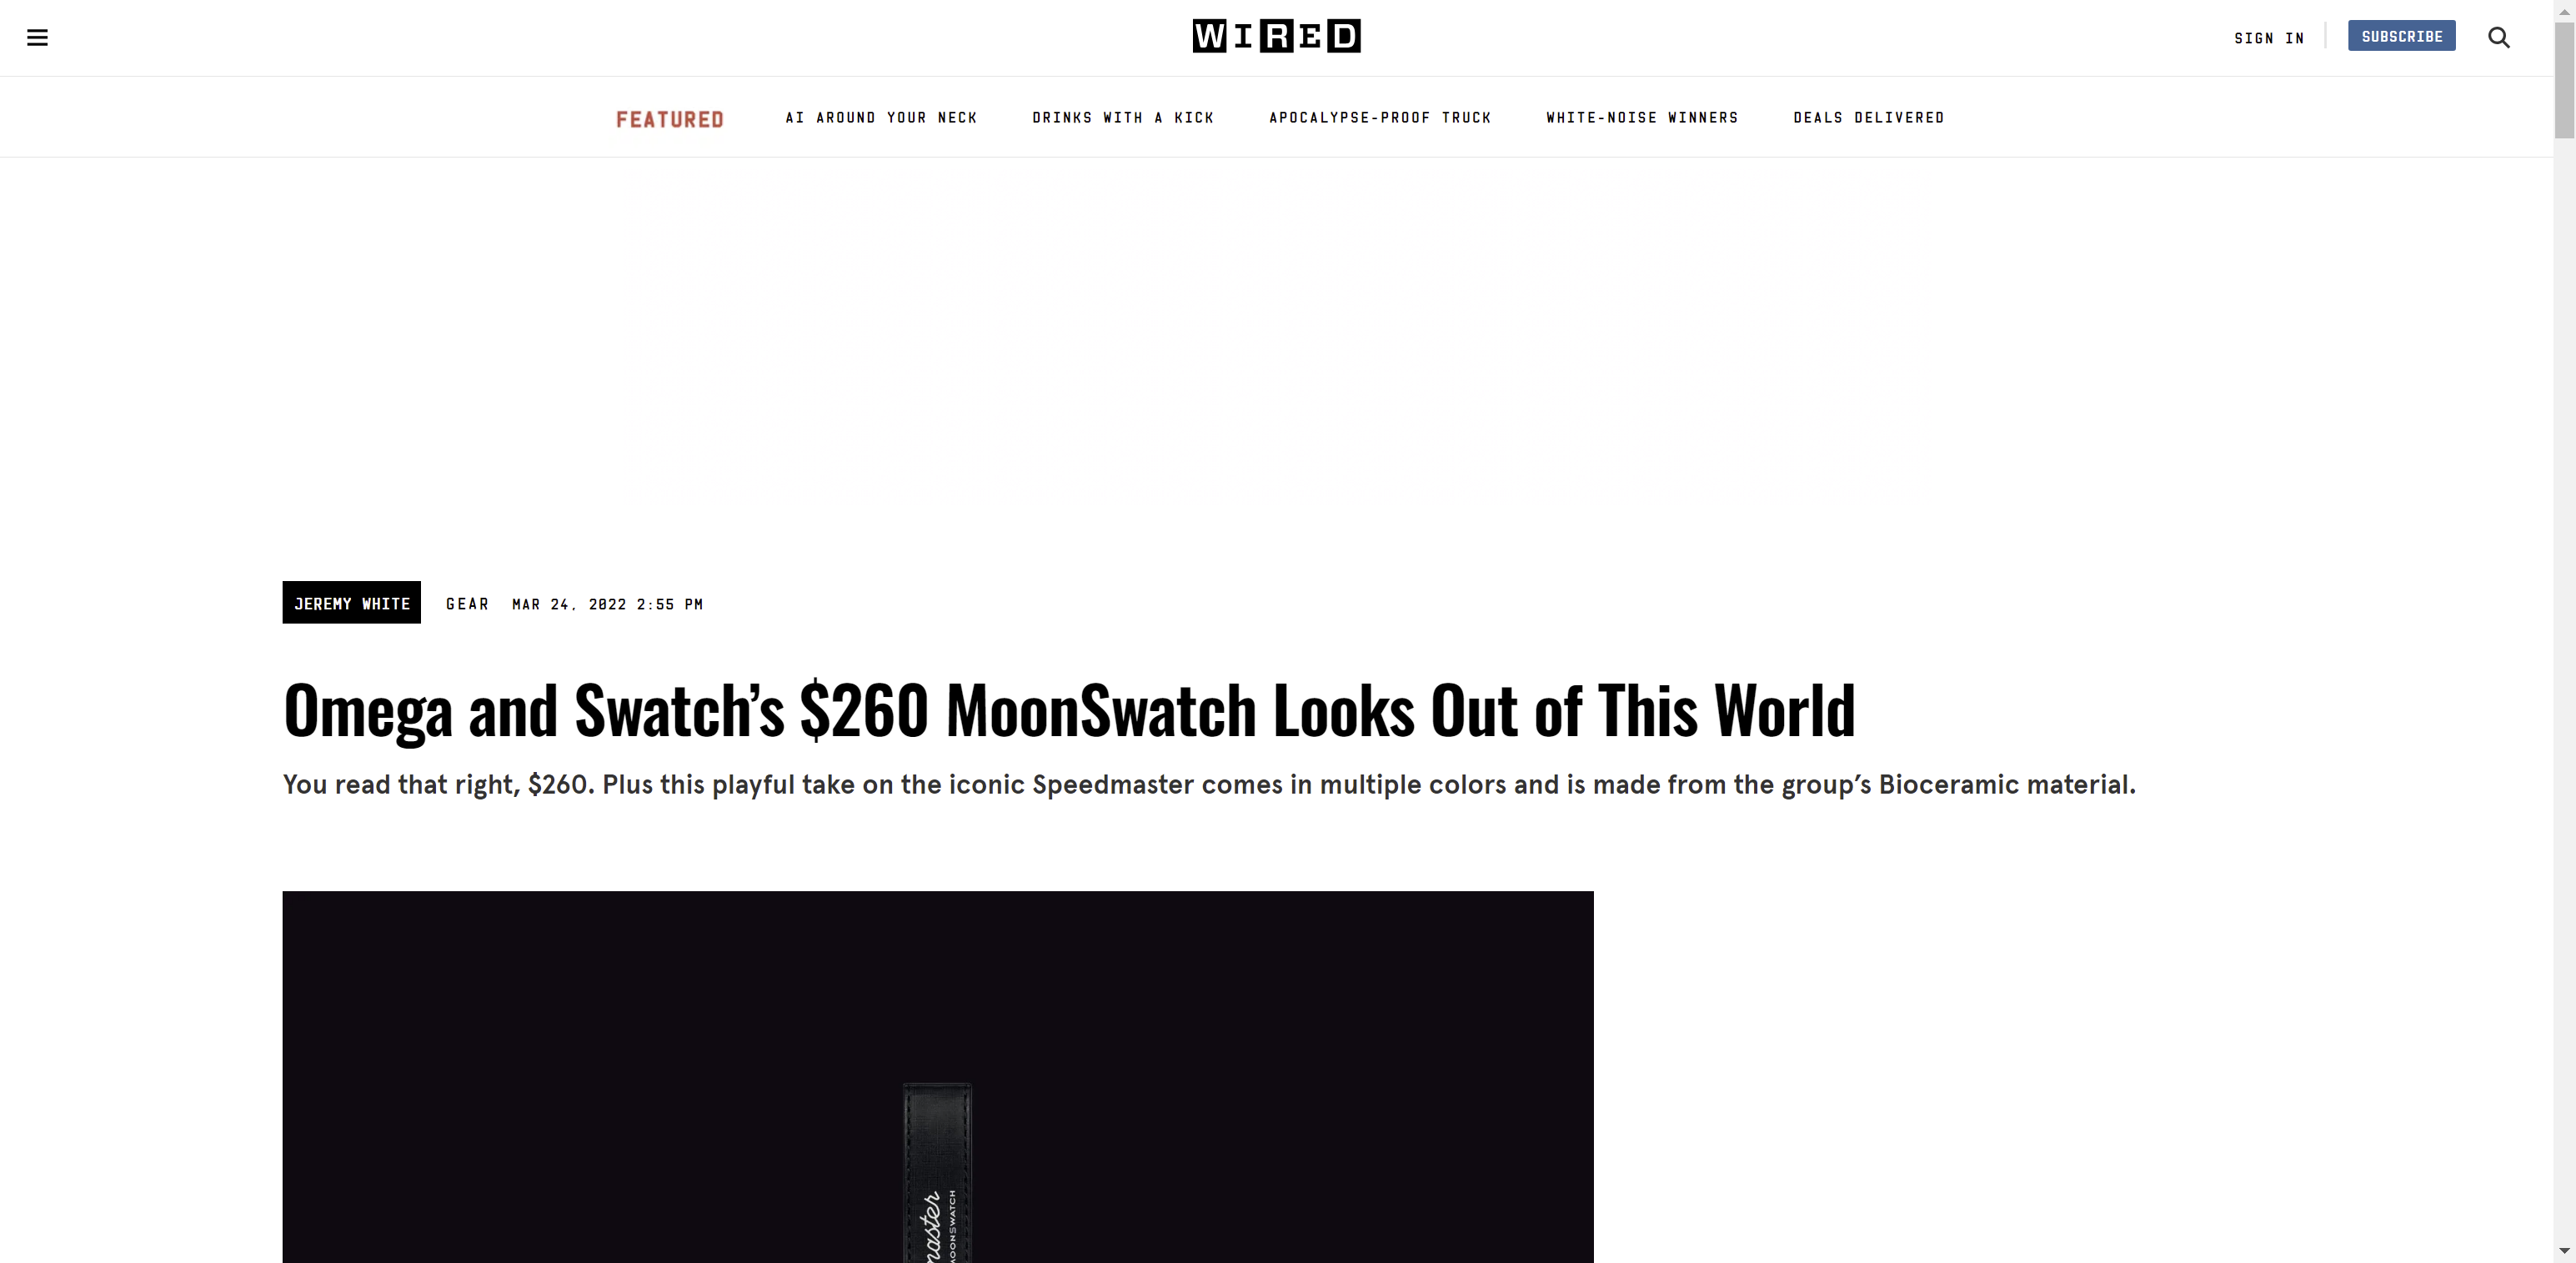 WIRED
SIGN IN
SUBSCRIBE
FEATURED
AI AROUND YOUR NECK
DRINKS WITH A KICK
APOCALYPSE-PROOF TRUCK
WHITE-NOISE WINNERS
DEALS DELIVERED
JEREMY WHITE
GEAR
MAR 24, 2022 2:55 PM
Omega and Swatch’s $260 MoonSwatch Looks Out of This World
You read that right, $260. Plus this playful take on the iconic Speedmaster comes in multiple colors and is made from the group’s Bioceramic material.
master
MOONSWATCH